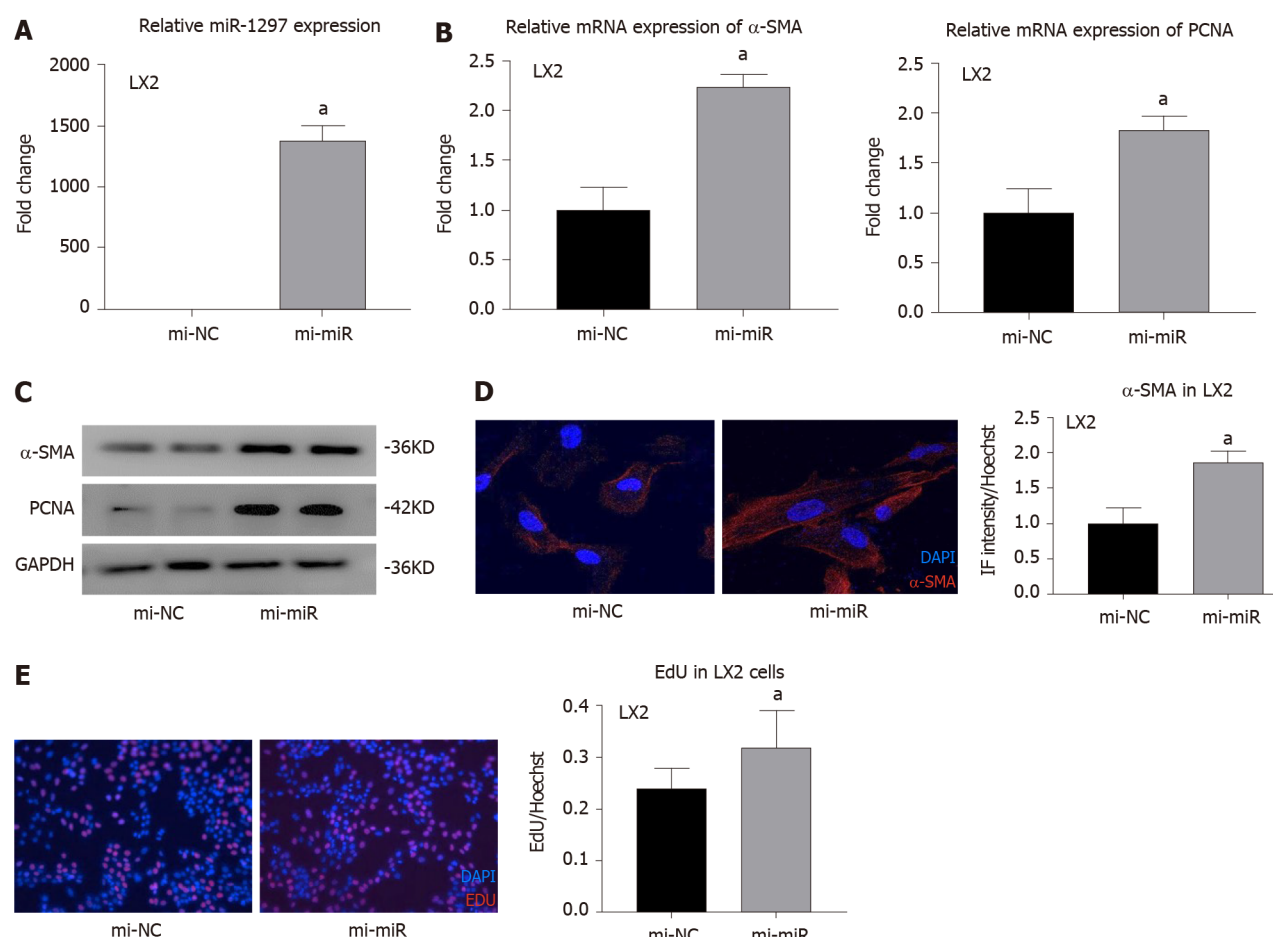 A
Relative miR-1297 expression
Fold change
2000
1500
1000
500
0
LX2
a
mi-NC
mi-miR
B
Relative mRNA expression of α-SMA
Fold change
2.5
2.0
1.5
1.0
0.5
0.0
LX2
a
mi-NC
mi-miR
Relative mRNA expression of PCNA
Fold change
2.5
2.0
1.5
1.0
0.5
0.0
LX2
a
mi-NC
mi-miR
C
α-SMA
-36KD
PCNA
-42KD
GAPDH
-36KD
mi-NC
mi-miR
D
DAPI
α-SMA
mi-NC
mi-miR
α-SMA in LX2
IF intensity/Hoechst
2.5
2.0
1.5
1.0
0.5
0.0
LX2
a
mi-NC
mi-miR
E
DAPI
EDU
mi-NC
mi-miR
EdU in LX2 cells
EdU/Hoechst
0.4
0.3
0.2
0.1
0.0
LX2
a
mi-NC
mi-miR